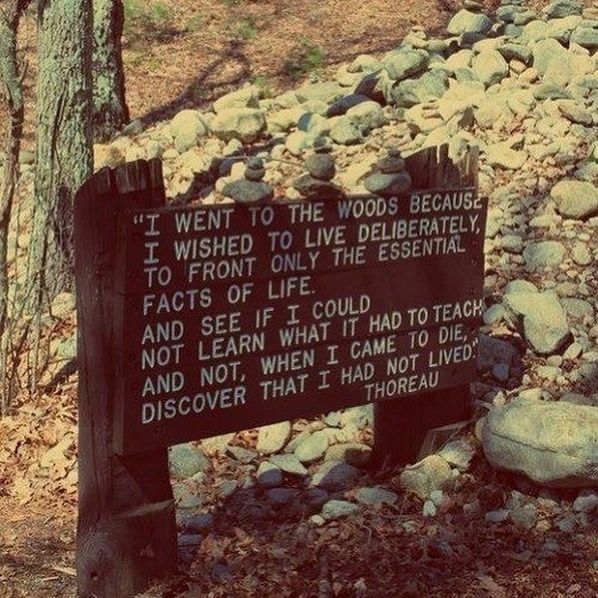 "I WENT TO THE WOODS BECAUSE
I WISHED TO LIVE DELIBERATELY,
TO FRONT ONLY THE ESSENTIAL
FACTS OF LIFE.
AND SEE IF I COULD
NOT LEARN WHAT IT HAD TO TEACH
AND NOT, WHEN I CAME TO DIE,
DISCOVER THAT I HAD NOT LIVED."
THOREAU